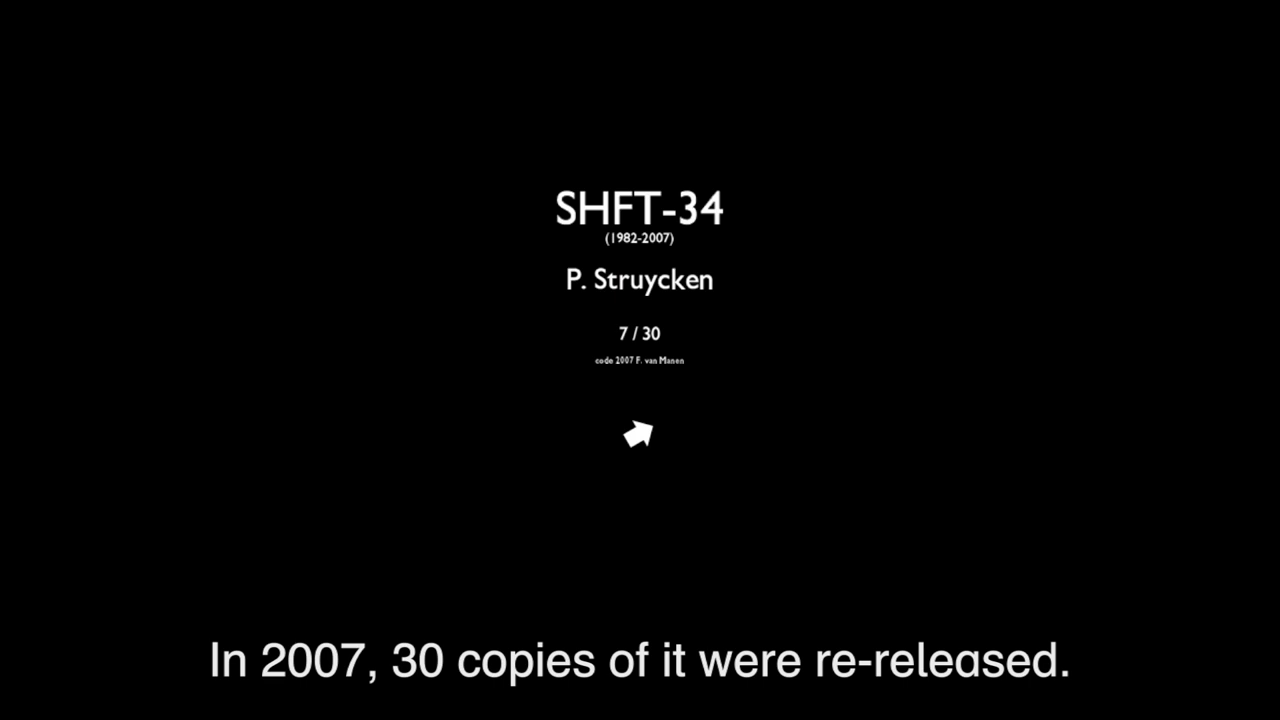 SHFT-34
(1982-2007)
P. Struycken
7 / 30
code 2007 F. van Manen
In 2007, 30 copies of it were re-released.